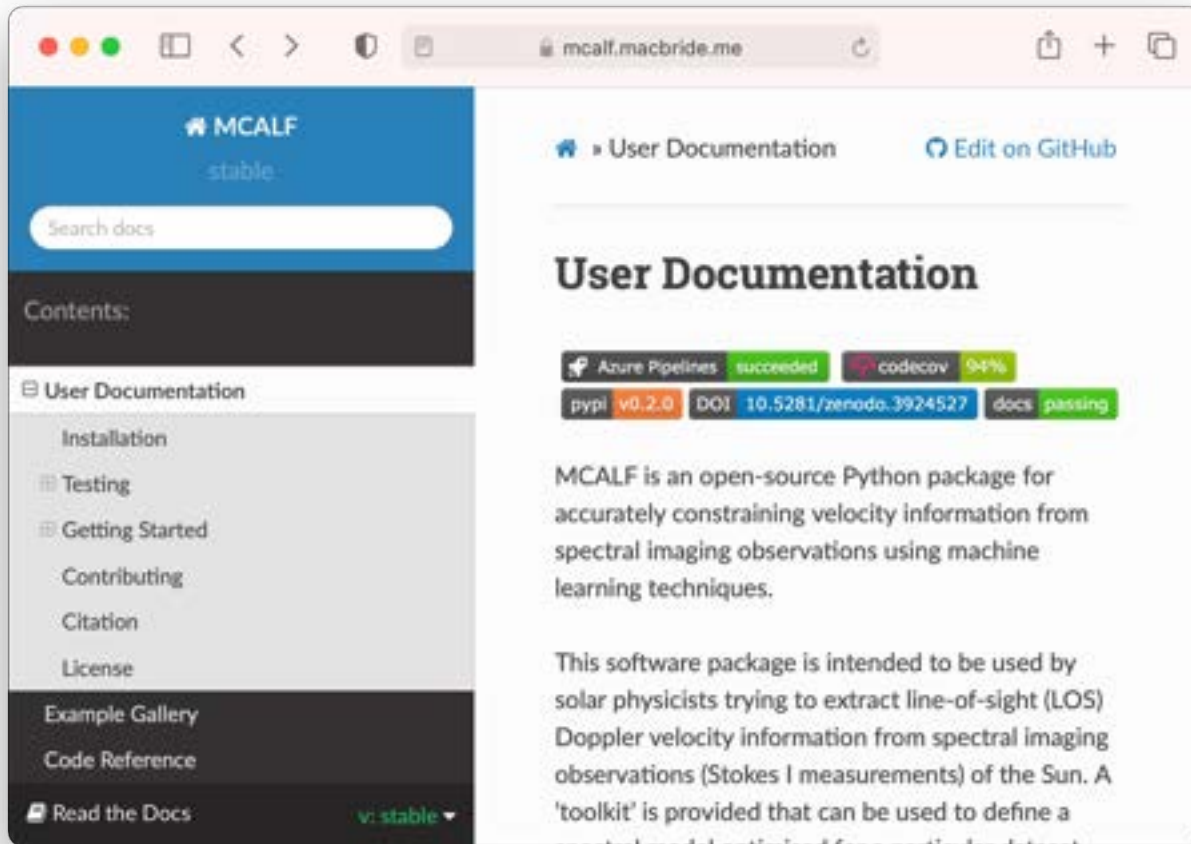 mcalf.macbride.me
MCALF
stable
Search docs
Contents:
User Documentation
Installation
Testing
Getting Started
Contributing
Citation
License
Example Gallery
Code Reference
Read the Docs
v: stable
» User Documentation
Edit on GitHub
User Documentation
Azure Pipelines succeeded codecov 94%
pypi v0.2.0 DOI 10.5281/zenodo.3924527 docs passing
MCALF is an open-source Python package for
accurately constraining velocity information from
spectral imaging observations using machine
learning techniques.
This software package is intended to be used by
solar physicists trying to extract line-of-sight (LOS)
Doppler velocity information from spectral imaging
observations (Stokes I measurements) of the Sun. A
'toolkit' is provided that can be used to define a